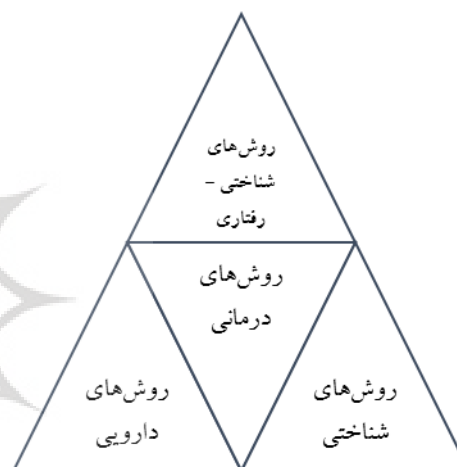 روش‌های
شناختی -
رفتاری
روش‌های
درمانی
روش‌های
شناختی
روش‌های
دارویی